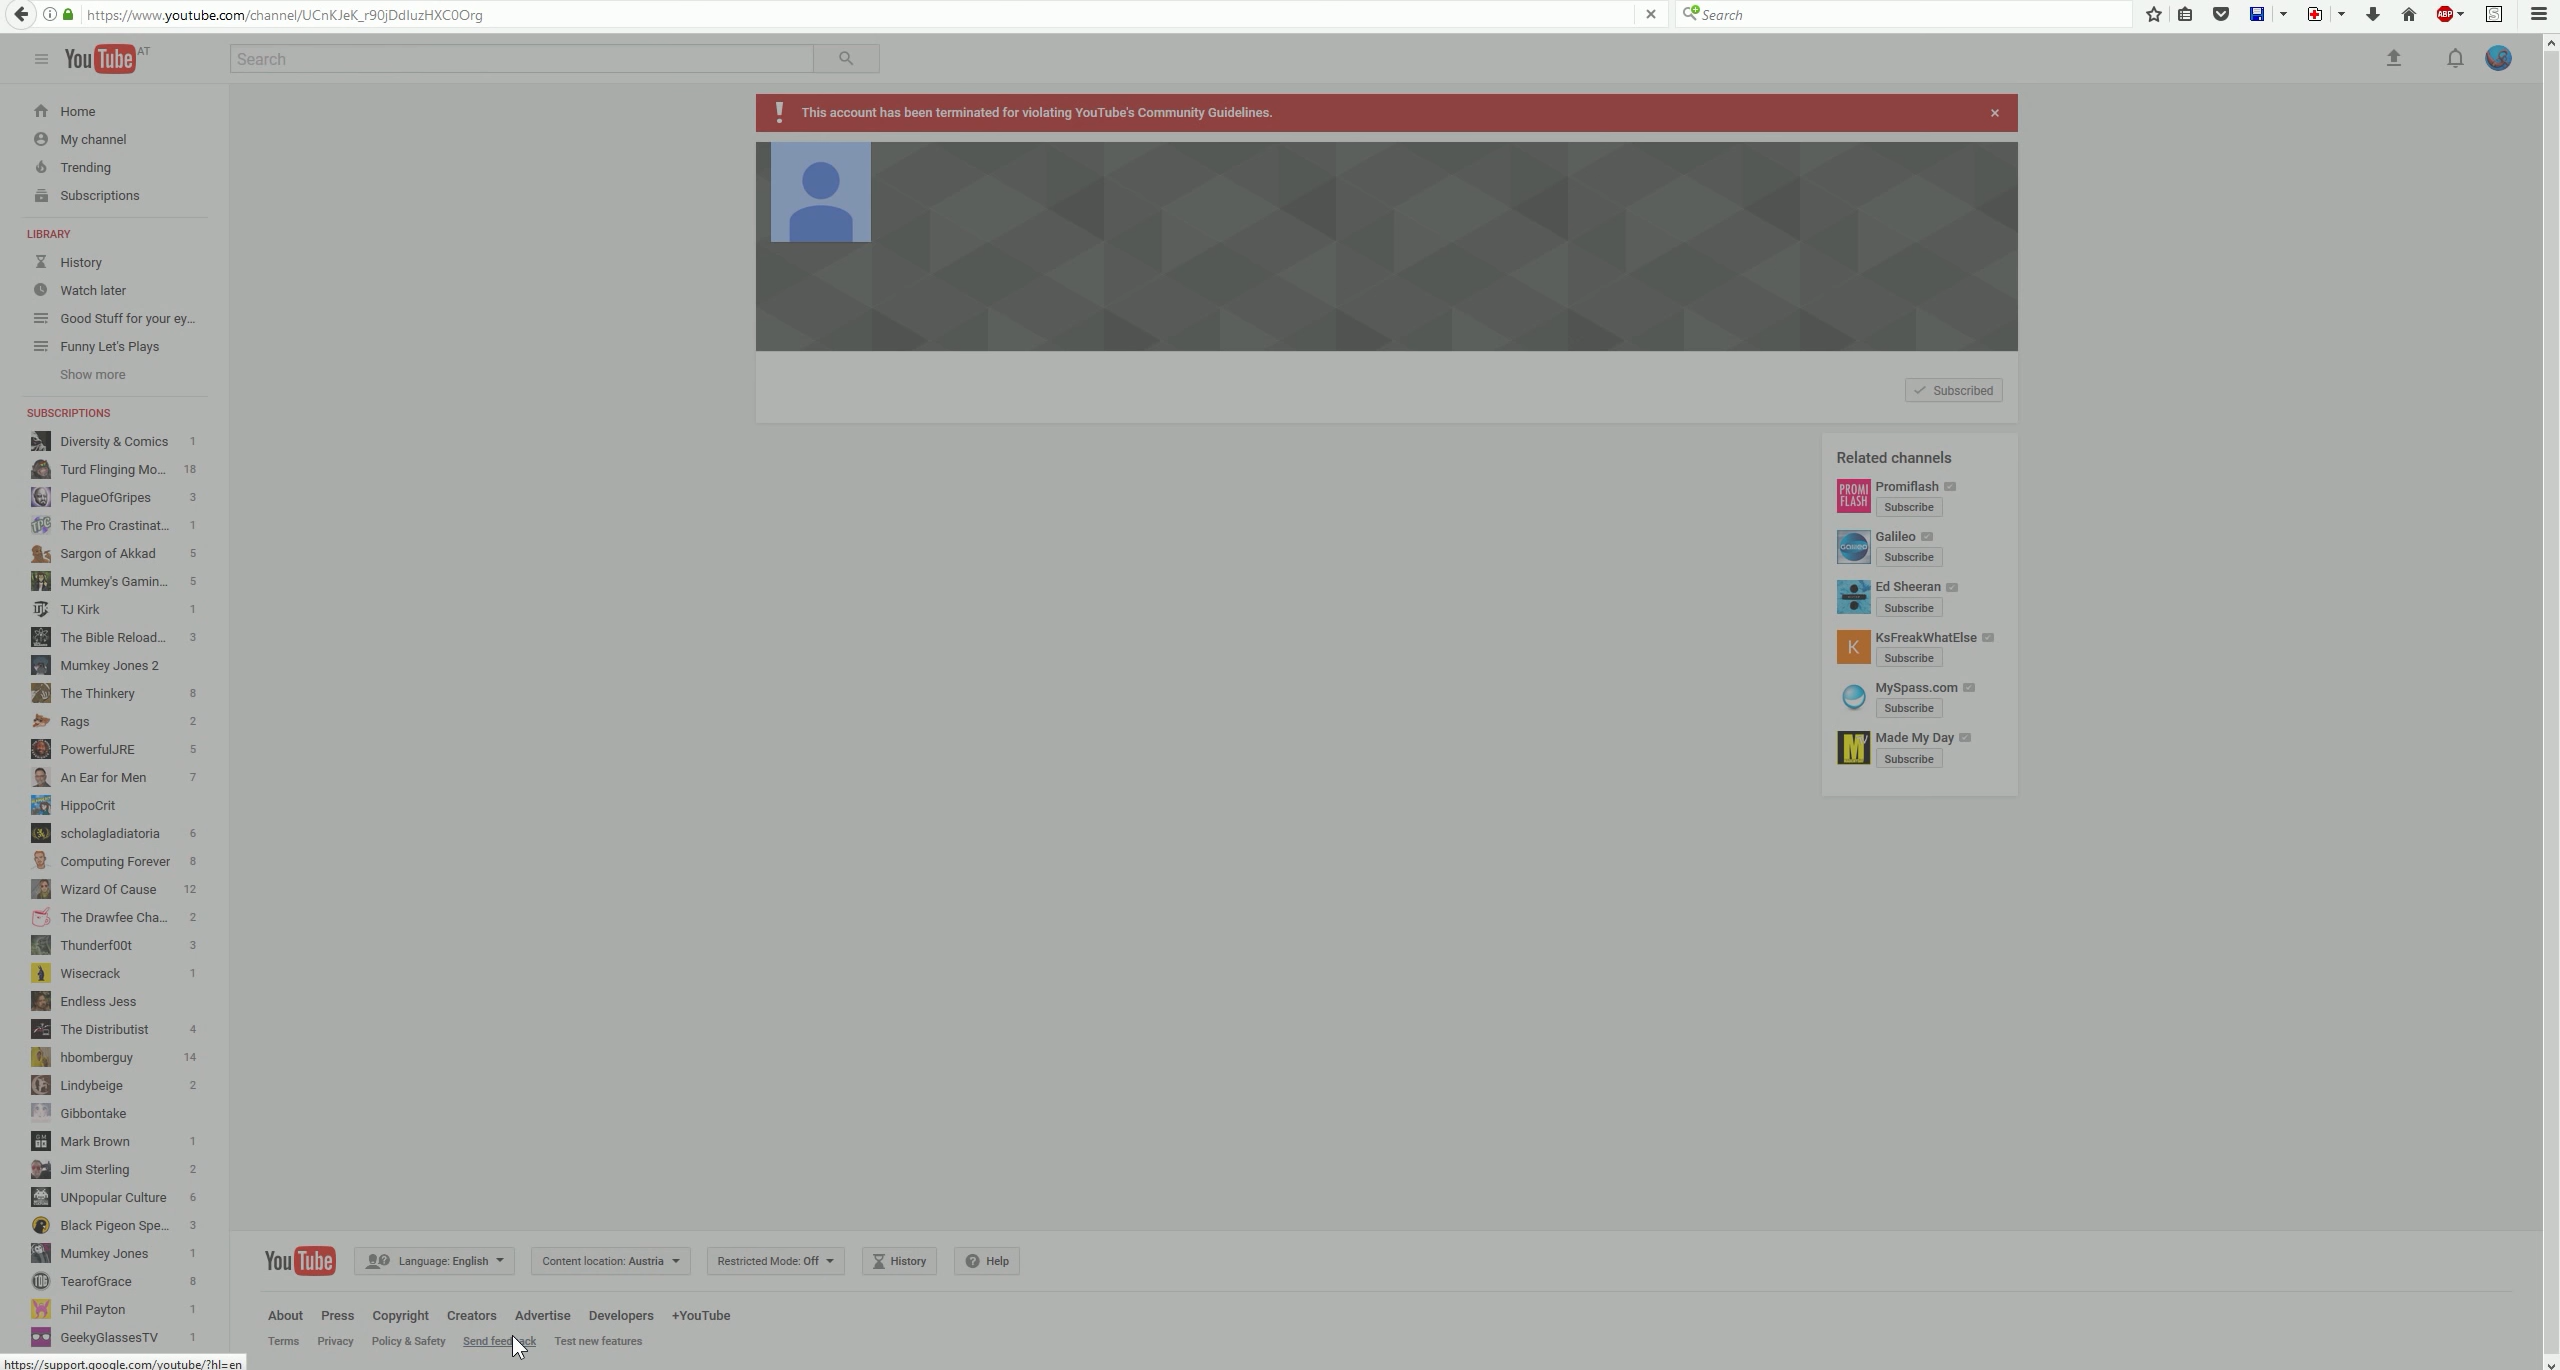 https://www.youtube.com/channel/UCnKJeK_r90jDdIuzHXC0Org
Search
ABP
S
YouTube AT
Search
Home
My channel
Trending
Subscriptions
LIBRARY
History
Watch later
Good Stuff for your ey...
Funny Let's Plays
Show more
SUBSCRIPTIONS
Diversity & Comics 1
Turd Flinging Mo... 18
PlagueOfGripes 3
The Pro Crastinat... 1
Sargon of Akkad 5
Mumkey's Gamin... 5
TJ Kirk 1
The Bible Reload... 3
Mumkey Jones 2
The Thinkery 8
Rags 2
PowerfulJRE 5
An Ear for Men 7
HippoCrit
scholagladiatoria 6
Computing Forever 8
Wizard Of Cause 12
The Drawfee Cha... 2
Thunderf00t 3
Wisecrack 1
Endless Jess
The Distributist 4
hbomberguy 14
Lindybeige 2
Gibbontake
Mark Brown 1
Jim Sterling 2
UNpopular Culture 6
Black Pigeon Spe... 3
Mumkey Jones 1
TearofGrace 8
Phil Payton 1
GeekyGlassesTV 1
https://support.google.com/youtube/?hl=en
This account has been terminated for violating YouTube's Community Guidelines.
Subscribed
Related channels
PROMI
FLASH
Promiflash
Subscribe
Galileo
Subscribe
Ed Sheeran
Subscribe
K
KsFreakWhatElse
Subscribe
MySpass.com
Subscribe
M
Made My Day
Subscribe
YouTube
Language: English
Content location: Austria
Restricted Mode: Off
History
Help
About Press Copyright Creators Advertise Developers +YouTube
Terms Privacy Policy & Safety Send feedback Test new features